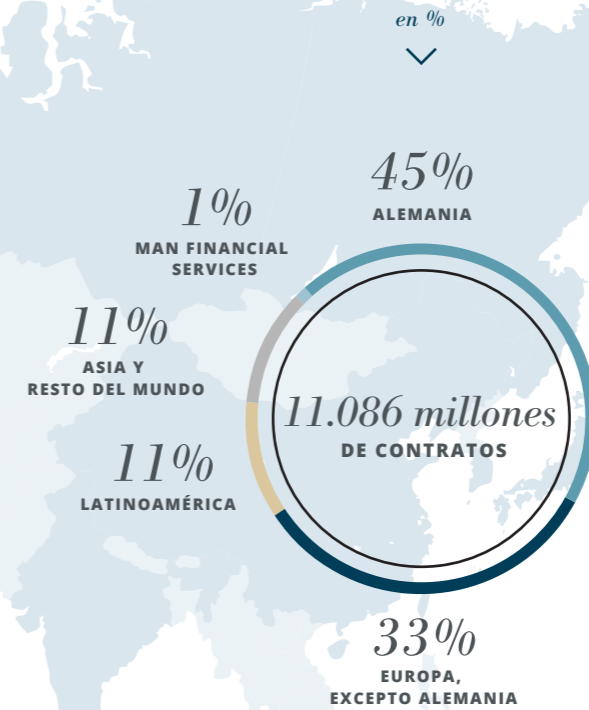 en %
45%
ALEMANIA
1%
MAN FINANCIAL
SERVICES
11%
ASIA Y
RESTO DEL MUNDO
11.086 millones
DE CONTRATOS
11%
LATINOAMÉRICA
33%
EUROPA,
EXCEPTO ALEMANIA